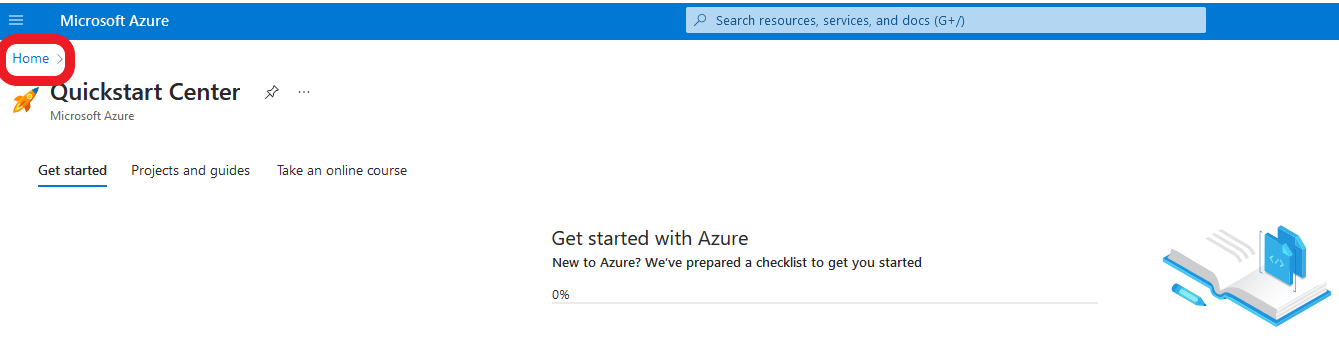 Microsoft Azure
Search resources, services, and docs (G+/)
Home >
Quickstart Center
...
Microsoft Azure
Get started
Projects and guides
Take an online course
Get started with Azure
New to Azure? We've prepared a checklist to get you started
0%